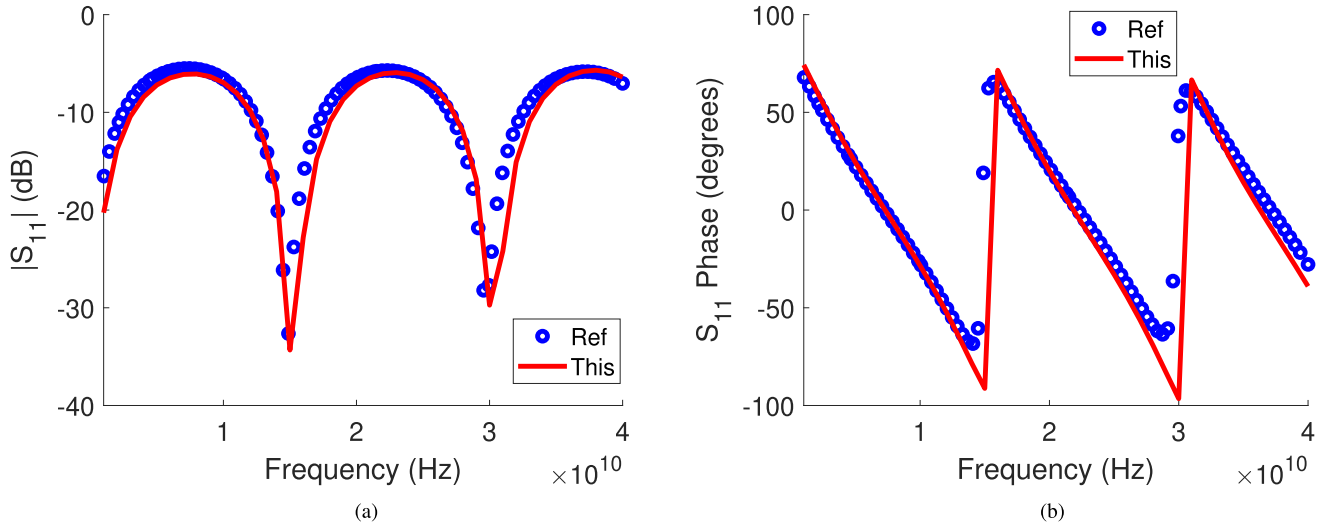 0
-10
-20
-30
-40
|S11| (dB)
1
2
3
4
Frequency (Hz)
×10^10
Ref
This
(a)
100
50
0
-50
-100
S11 Phase (degrees)
1
2
3
4
Frequency (Hz)
×10^10
Ref
This
(b)